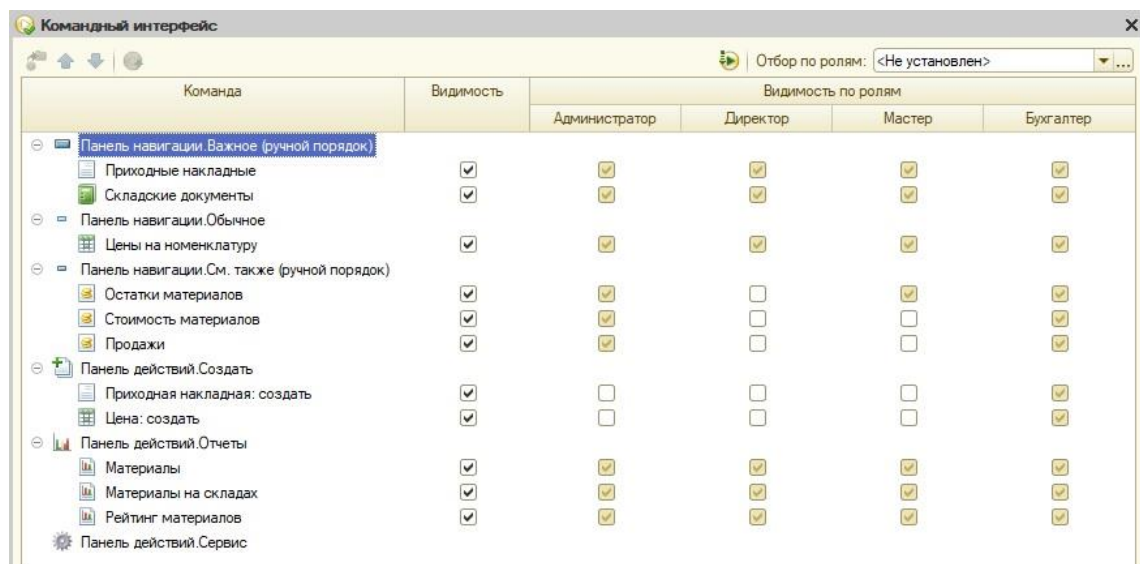 Командный интерфейс
Отбор по ролям: <Не установлен>
Команда Видимость Видимость по ролям
Администратор Директор Мастер Бухгалтер
Панель навигации.Важное (ручной порядок)
Приходные накладные
Складские документы
Панель навигации.Обычное
Цены на номенклатуру
Панель навигации.См. также (ручной порядок)
Остатки материалов
Стоимость материалов
Продажи
Панель действий.Создать
Приходная накладная: создать
Цена: создать
Панель действий.Отчеты
Материалы
Материалы на складах
Рейтинг материалов
Панель действий.Сервис